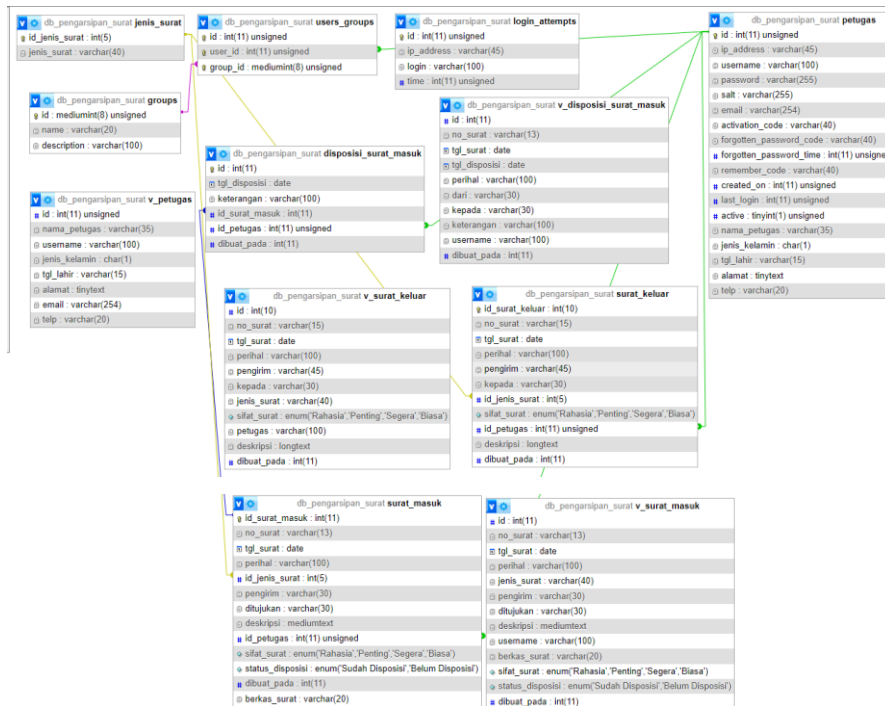 db_pengarsipan_surat jenis_surat
id_jenis_surat : int(5)
jenis_surat : varchar(40)
db_pengarsipan_surat users_groups
id : int(11) unsigned
user_id : int(11) unsigned
group_id : mediumint(8) unsigned
db_pengarsipan_surat login_attempts
id : int(11) unsigned
ip_address : varchar(45)
login : varchar(100)
time : int(11) unsigned
db_pengarsipan_surat petugas
id : int(11) unsigned
ip_address : varchar(45)
username : varchar(100)
password : varchar(255)
salt : varchar(255)
email : varchar(254)
activation_code : varchar(40)
forgotten_password_code : varchar(40)
forgotten_password_time : int(11) unsigne
remember_code : varchar(40)
created_on : int(11) unsigned
last_login : int(11) unsigned
active : tinyint(1) unsigned
nama_petugas : varchar(35)
jenis_kelamin : char(1)
tgl_lahir : varchar(15)
alamat : tinytext
telp : varchar(20)
db_pengarsipan_surat groups
id : mediumint(8) unsigned
name : varchar(20)
description : varchar(100)
db_pengarsipan_surat v_disposisi_surat_masuk
id : int(11)
no_surat : varchar(13)
tgl_surat : date
tgl_disposisi : date
perihal : varchar(100)
dari : varchar(30)
kepada : varchar(30)
keterangan : varchar(100)
username : varchar(100)
dibuat_pada : int(11)
db_pengarsipan_surat disposisi_surat_masuk
id : int(11)
tgl_disposisi : date
keterangan : varchar(100)
id_surat_masuk : int(11)
id_petugas : int(11) unsigned
dibuat_pada : int(11)
db_pengarsipan_surat v_petugas
id : int(11) unsigned
nama_petugas : varchar(35)
username : varchar(100)
jenis_kelamin : char(1)
tgl_lahir : varchar(15)
alamat : tinytext
email : varchar(254)
telp : varchar(20)
db_pengarsipan_surat v_surat_keluar
id : int(10)
no_surat : varchar(15)
tgl_surat : date
perihal : varchar(100)
pengirim : varchar(45)
kepada : varchar(30)
jenis_surat : varchar(40)
sifat_surat : enum('Rahasia','Penting','Segera','Biasa')
petugas : varchar(100)
deskripsi : longtext
dibuat_pada : int(11)
db_pengarsipan_surat surat_keluar
id_surat_keluar : int(10)
no_surat : varchar(15)
tgl_surat : date
perihal : varchar(100)
pengirim : varchar(45)
kepada : varchar(30)
id_jenis_surat : int(5)
sifat_surat : enum('Rahasia','Penting','Segera','Biasa')
id_petugas : int(11) unsigned
deskripsi : longtext
dibuat_pada : int(11)
db_pengarsipan_surat surat_masuk
id_surat_masuk : int(11)
no_surat : varchar(13)
tgl_surat : date
perihal : varchar(100)
id_jenis_surat : int(5)
pengirim : varchar(30)
ditujukan : varchar(30)
deskripsi : mediumtext
id_petugas : int(11) unsigned
sifat_surat : enum('Rahasia','Penting','Segera','Biasa')
status_disposisi : enum('Sudah Disposisi','Belum Disposisi')
dibuat_pada : int(11)
berkas_surat : varchar(20)
db_pengarsipan_surat v_surat_masuk
id : int(11)
no_surat : varchar(13)
tgl_surat : date
perihal : varchar(100)
jenis_surat : varchar(40)
pengirim : varchar(30)
ditujukan : varchar(30)
deskripsi : mediumtext
username : varchar(100)
berkas_surat : varchar(20)
sifat_surat : enum('Rahasia','Penting','Segera','Biasa')
status_disposisi : enum('Sudah Disposisi','Belum Disposisi')
dibuat_pada : int(11)